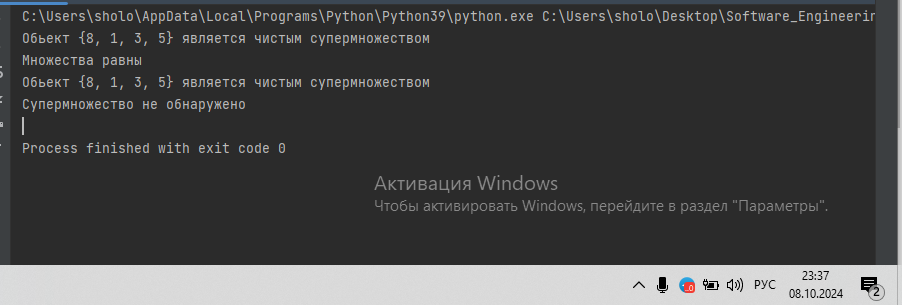 C:\Users\sholo\AppData\Local\Programs\Python\Python39\python.exe C:\Users\sholo\Desktop\Software_Engineerin
Обьект {8, 1, 3, 5} является чистым супермножеством
Множества равны
Обьект {8, 1, 3, 5} является чистым супермножеством
Супермножество не обнаружено
Process finished with exit code 0
Активация Windows
Чтобы активировать Windows, перейдите в раздел "Параметры".
РУС
23:37
08.10.2024
2